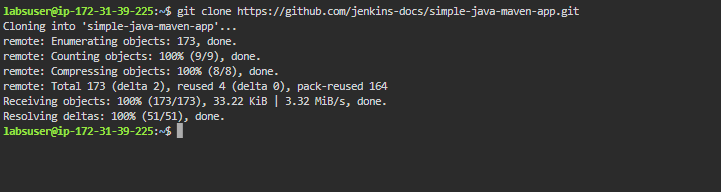 labsuser@ip-172-31-39-225:~$ git clone https://github.com/jenkins-docs/simple-java-maven-app.git
Cloning into 'simple-java-maven-app'...
remote: Enumerating objects: 173, done.
remote: Counting objects: 100% (9/9), done.
remote: Compressing objects: 100% (8/8), done.
remote: Total 173 (delta 2), reused 4 (delta 0), pack-reused 164
Receiving objects: 100% (173/173), 33.22 KiB | 3.32 MiB/s, done.
Resolving deltas: 100% (51/51), done.
labsuser@ip-172-31-39-225:~$